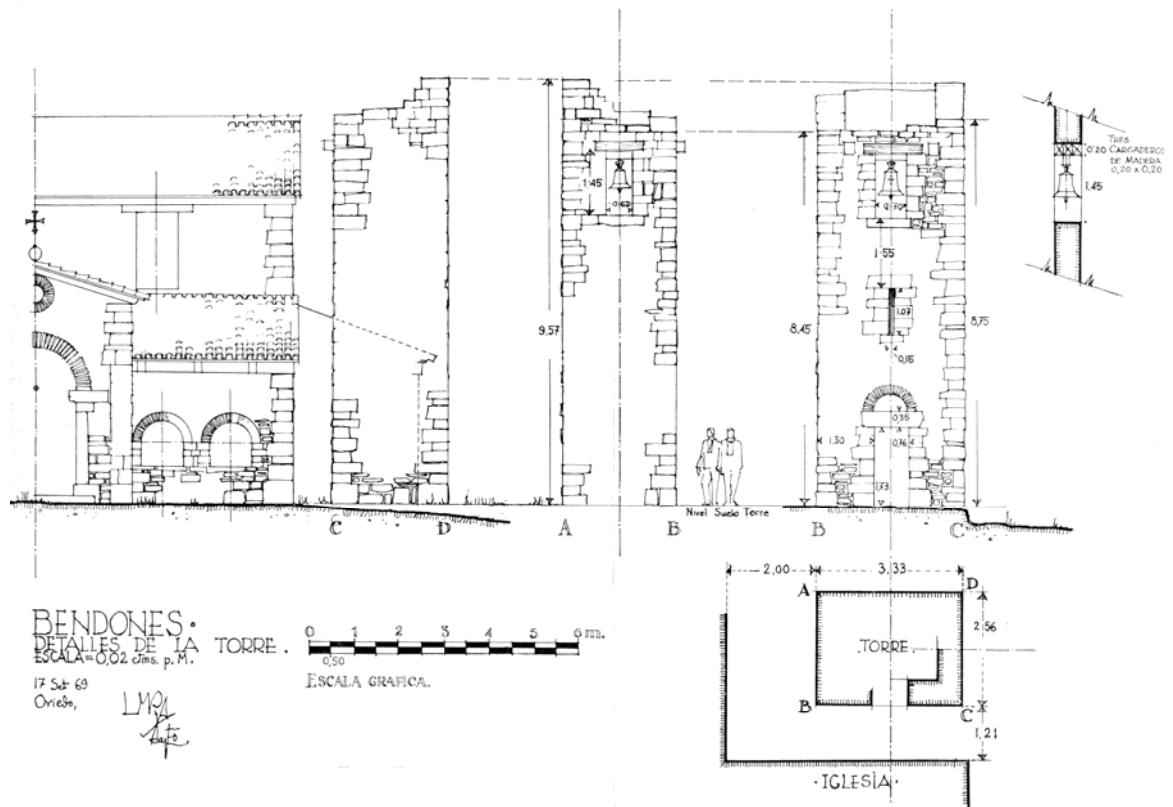 TRES
0'20 CARGADEROS
DE MADERA
0,20 x 0,20
1,45
1.45
0.62
0.70
1.55
9.57
8.45
1.07
8,75
0,15
0.35
1.30
0.76
1.73
Nivel Suelo Torre
C D A B B C
2,00 3,33
A D
2.56
TORRE.
B C
1,21
·IGLESIA·
BENDONES.
DETALLES DE LA TORRE.
ESCALA=0,02 ctms. p. M.
17 Set 69
Oviedo,
0 1 2 3 4 5 6 m.
0,50
ESCALA GRAFICA.